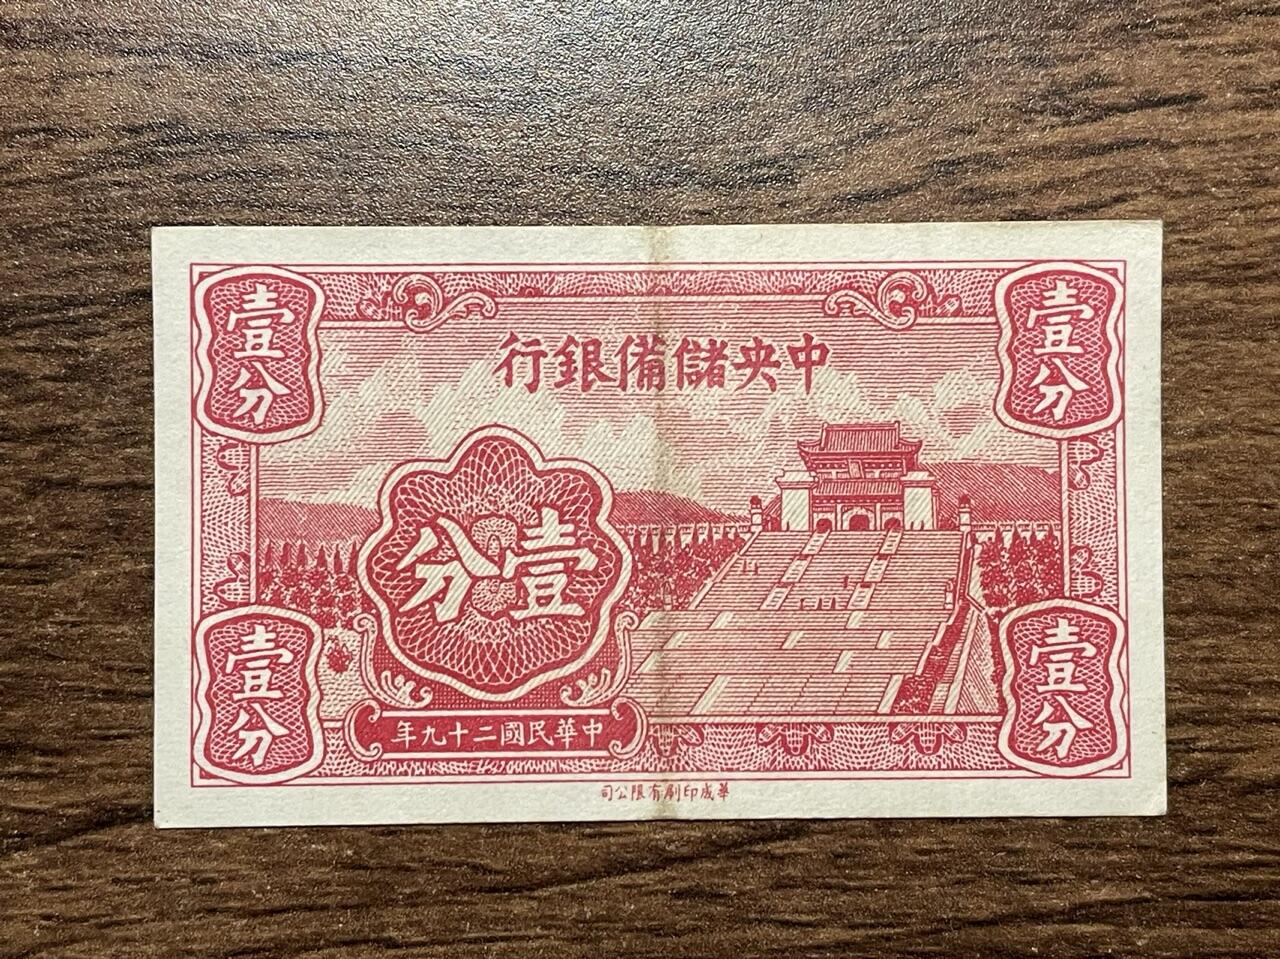 中央儲備銀行
壹分
壹分
壹分
中華民國二十九年
壹分
壹分
華成印刷有限公司